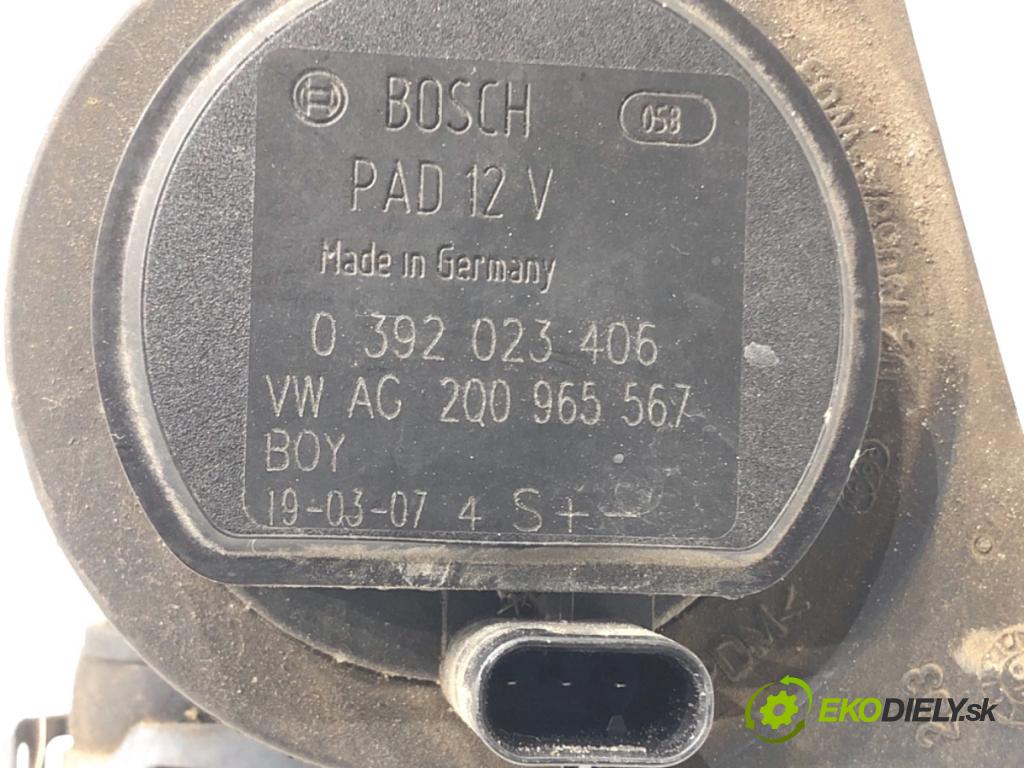 BOSCH 058
PAD 12 V
Made in Germany
0 392 023 406
VW AG 2Q0 965 567
BOY
19-03-07 4 S + -
EKODIELY.sk